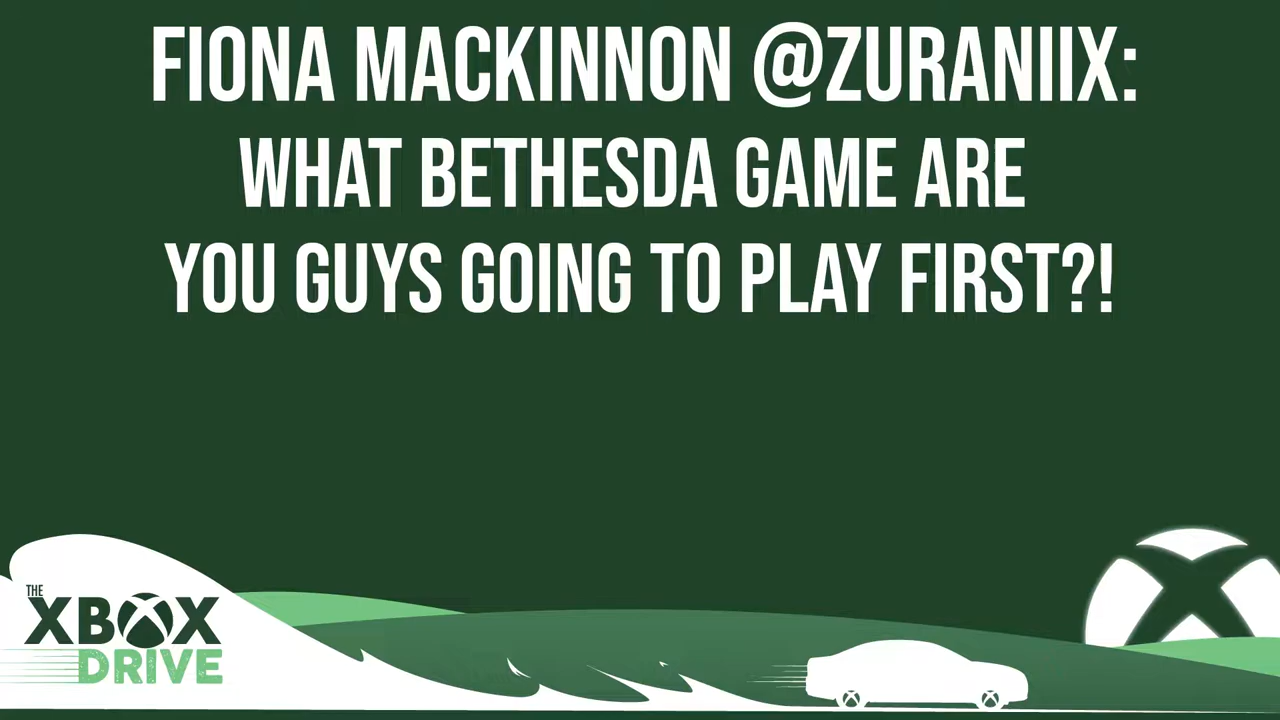 FIONA MACKINNON @ZURANIIX:
WHAT BETHESDA GAME ARE
YOU GUYS GOING TO PLAY FIRST?!
THE
XBOX
DRIVE